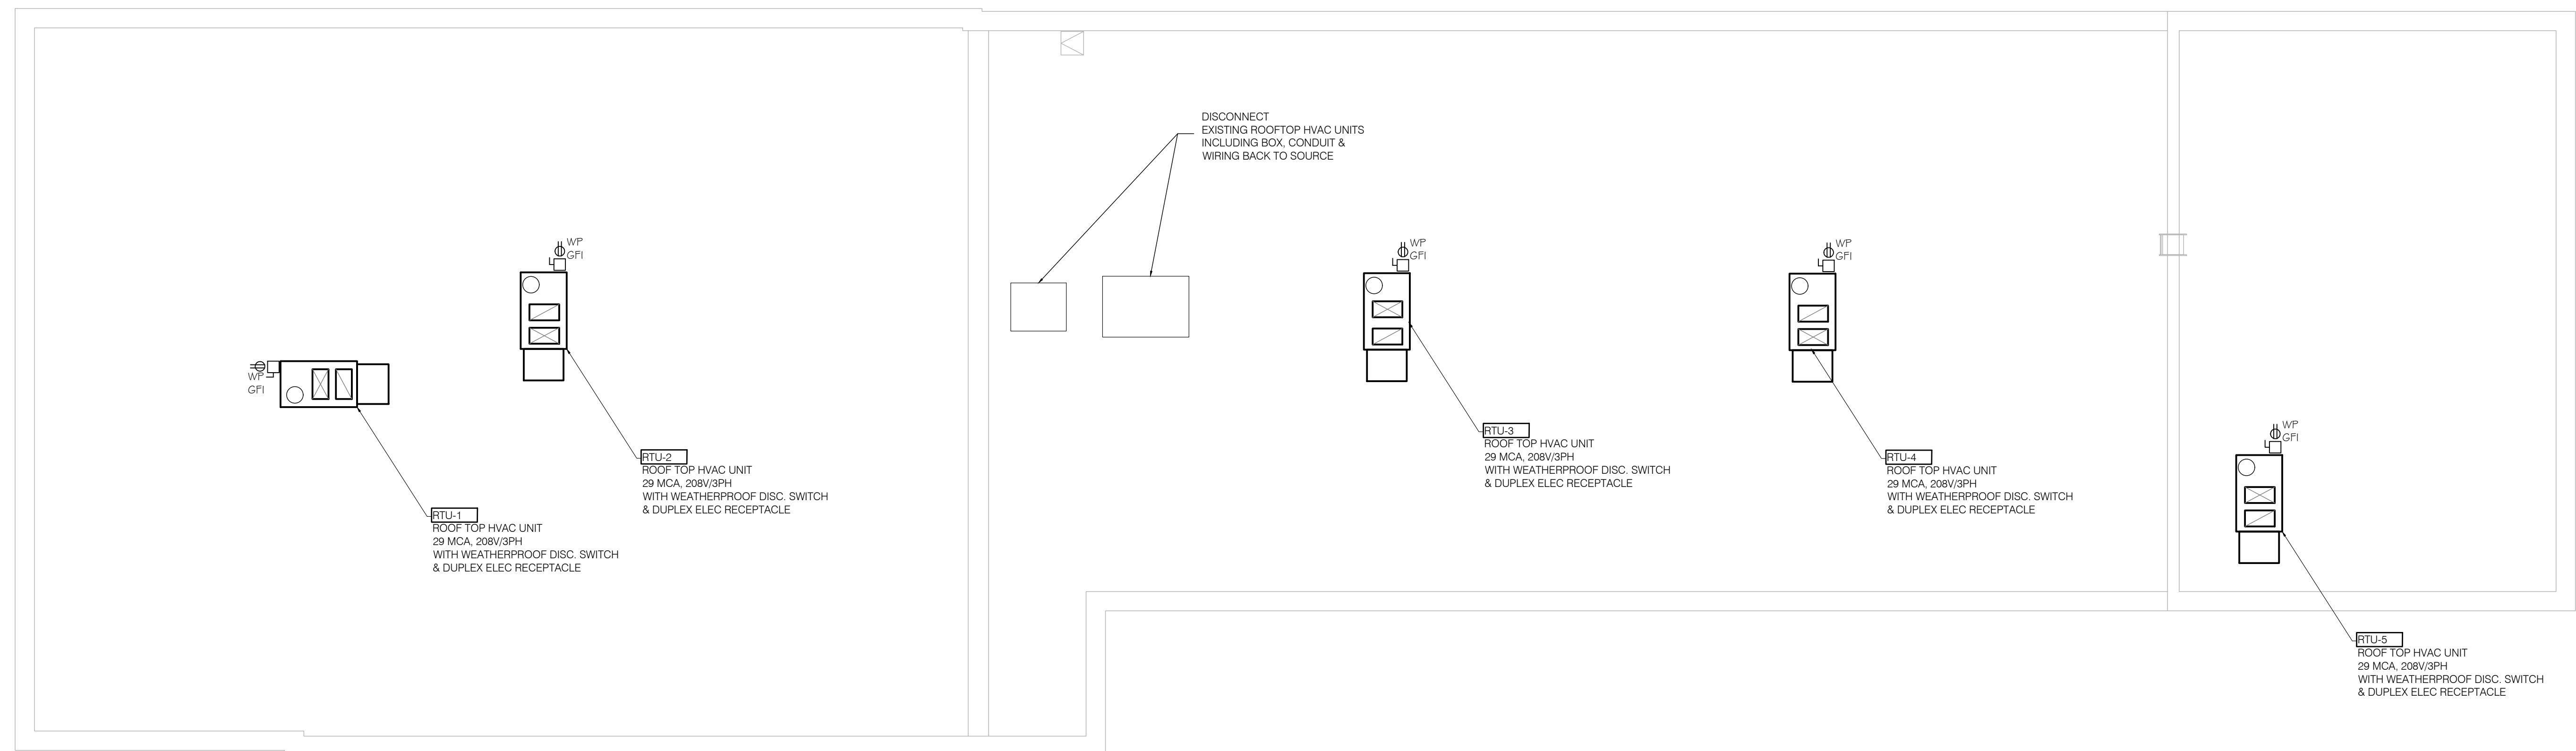 DISCONNECT
EXISTING ROOFTOP HVAC UNITS
INCLUDING BOX, CONDUIT &
WIRING BACK TO SOURCE
WP
GFI
WP
GFI
WP
GFI
WP
GFI
WP
GFI
RTU-1
ROOF TOP HVAC UNIT
29 MCA, 208V/3PH
WITH WEATHERPROOF DISC. SWITCH
& DUPLEX ELEC RECEPTACLE
RTU-2
ROOF TOP HVAC UNIT
29 MCA, 208V/3PH
WITH WEATHERPROOF DISC. SWITCH
& DUPLEX ELEC RECEPTACLE
RTU-3
ROOF TOP HVAC UNIT
29 MCA, 208V/3PH
WITH WEATHERPROOF DISC. SWITCH
& DUPLEX ELEC RECEPTACLE
RTU-4
ROOF TOP HVAC UNIT
29 MCA, 208V/3PH
WITH WEATHERPROOF DISC. SWITCH
& DUPLEX ELEC RECEPTACLE
RTU-5
ROOF TOP HVAC UNIT
29 MCA, 208V/3PH
WITH WEATHERPROOF DISC. SWITCH
& DUPLEX ELEC RECEPTACLE